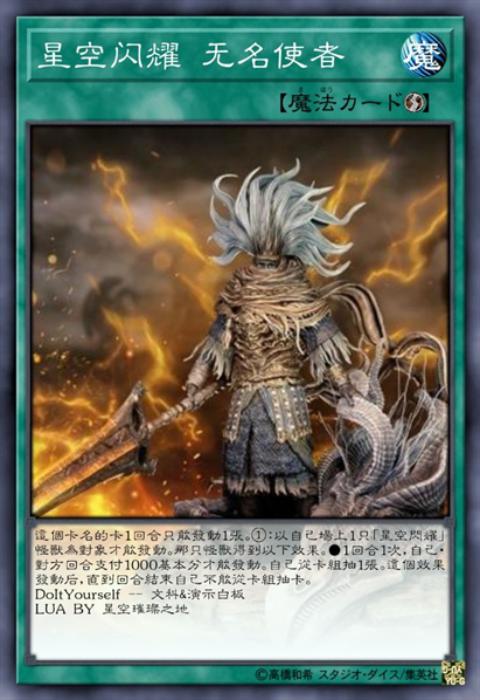 星空闪耀 无名使者
魔
【魔法カード】
まほう
這個卡名的卡1回合只能發動1張。①:以自己場上1只「星空閃耀」
怪獸為對象才能發動。那只怪獸得到以下效果。●1回合1次,自己·
對方回合支付1000基本分才能發動。自己從卡組抽1張。這個效果
發動后,直到回合結束自己不能從卡組抽卡。
DoItYourself -- 文科&演示白板
LUA BY 星空璀璨之地
©高橋和希 スタジオ・ダイス/集英社